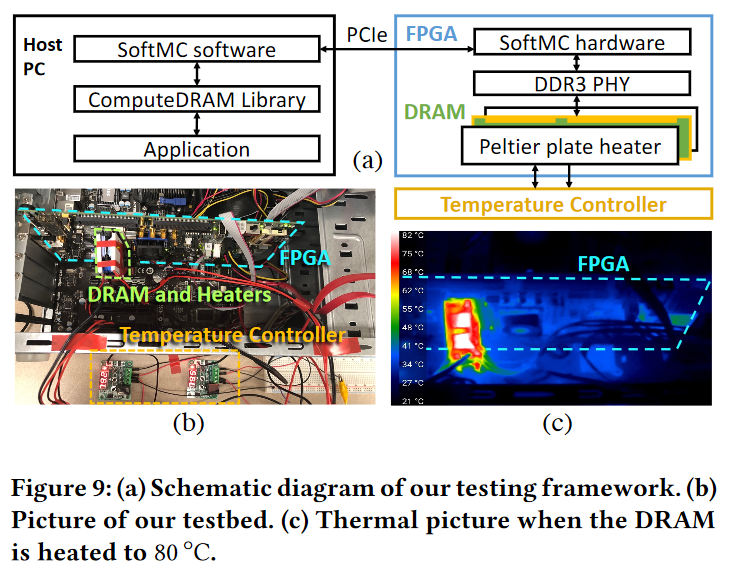 Host
PC
SoftMC software
ComputeDRAM Library
Application
PCIe
FPGA
SoftMC hardware
DDR3 PHY
DRAM
Peltier plate heater
Temperature Controller
(a)
FPGA
DRAM and Heaters
Temperature Controller
(b)
82 °C
75 °C
68 °C
62 °C
55 °C
48 °C
41 °C
34 °C
27 °C
21 °C
FPGA
(c)
Figure 9: (a) Schematic diagram of our testing framework. (b)
Picture of our testbed. (c) Thermal picture when the DRAM
is heated to 80 °C.